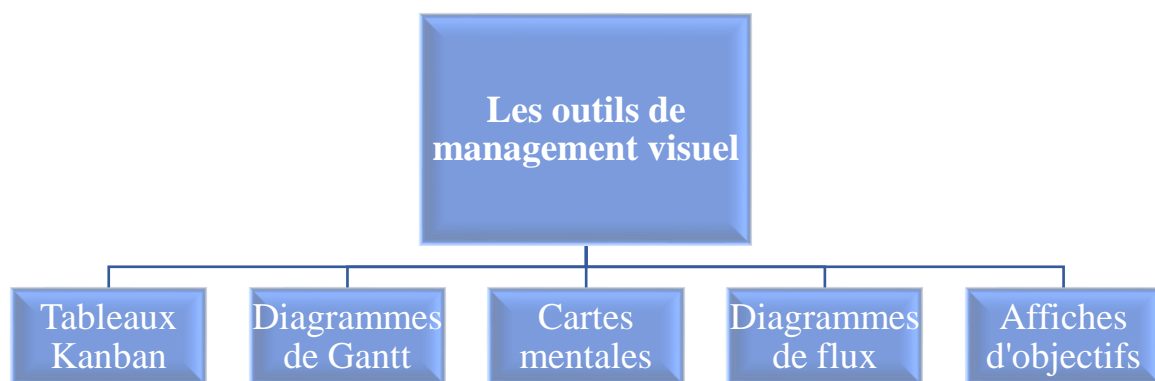 Les outils de
management visuel
Tableaux
Kanban
Diagrammes
de Gantt
Cartes
mentales
Diagrammes
de flux
Affiches
d'objectifs